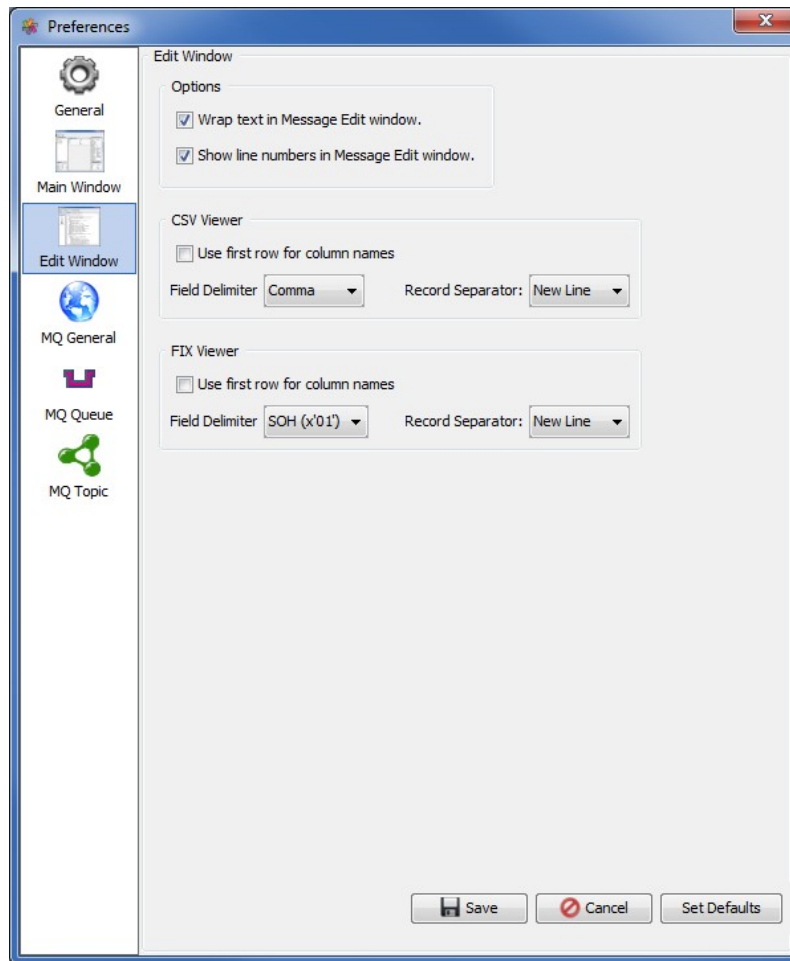 Preferences
General
Main Window
Edit Window
MQ General
MQ Queue
MQ Topic
Edit Window
Options
Wrap text in Message Edit window.
Show line numbers in Message Edit window.
CSV Viewer
Use first row for column names
Field Delimiter Comma Record Separator: New Line
FIX Viewer
Use first row for column names
Field Delimiter SOH (x'01') Record Separator: New Line
Save Cancel Set Defaults